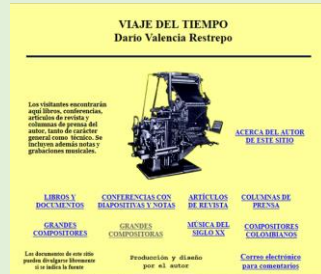 VIAJE DEL TIEMPO
Darío Valencia Restrepo
Los visitantes encontrarán
aquí libros, conferencias,
artículos de revista y
columnas de prensa del
autor, tanto de carácter
general como técnico. Se
incluyen además notas y
grabaciones musicales.
ACERCA DEL AUTOR
DE ESTE SITIO
LIBROS Y
DOCUMENTOS
CONFERENCIAS CON
DIAPOSITIVAS Y NOTAS
ARTÍCULOS
DE REVISTA
COLUMNAS DE
PRENSA
GRANDES
COMPOSITORES
GRANDES
COMPOSITORAS
MÚSICA DEL
SIGLO XX
COMPOSITORES
COLOMBIANOS
Los documentos de este sitio
pueden divulgarse libremente
si se indica la fuente
Producción y diseño
por el autor
Correo electrónico
para comentarios